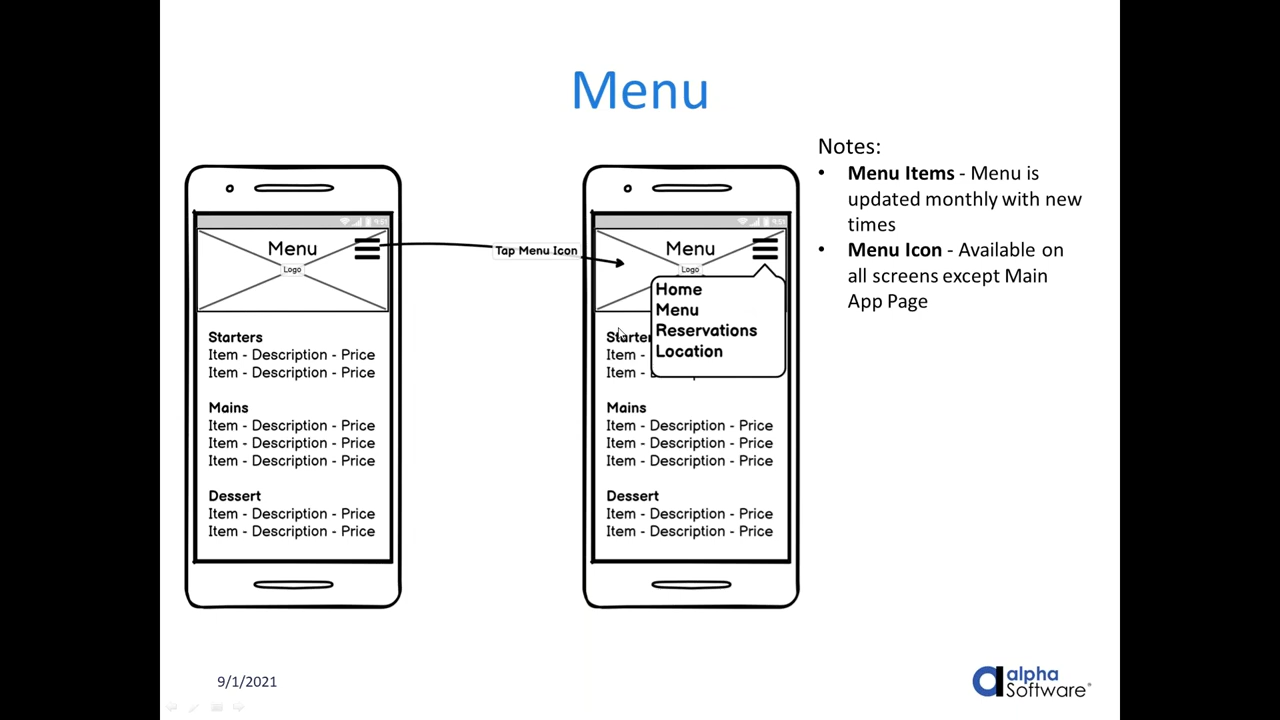 Menu
Notes:
• Menu Items - Menu is
updated monthly with new
times
• Menu Icon - Available on
all screens except Main
App Page
Menu
Logo
Starters
Item - Description - Price
Item - Description - Price
Mains
Item - Description - Price
Item - Description - Price
Item - Description - Price
Dessert
Item - Description - Price
Item - Description - Price
Tap Menu Icon
Menu
Logo
Home
Menu
Reservations
Location
Starter
Item -
Item -
Mains
Item - Description - Price
Item - Description - Price
Item - Description - Price
Dessert
Item - Description - Price
Item - Description - Price
9/1/2021
alpha
Software®